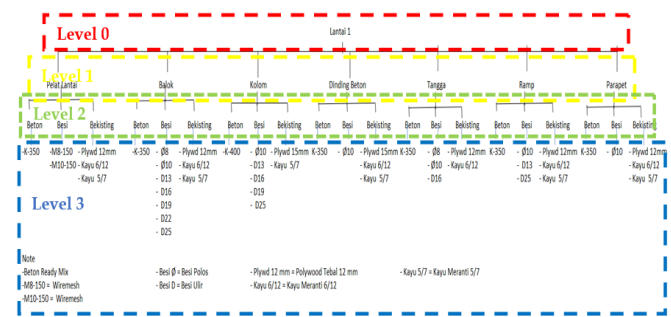 Level 0
Lantai 1
Level 1
Pelat Lantai Balok Kolom Dinding Beton Tangga Ramp Parapet
Level 2
Beton Besi Bekisting Beton Besi Bekisting Beton Besi Bekisting Beton Besi Bekisting Beton Besi Bekisting Beton Besi Bekisting Beton Besi Bekisting
-K-350 -M8-150 - Plywd 12mm -K-350 - Ø8 - Plywd 12mm -K-400 - Ø10 - Plywd 15mm K-350 - Ø10 - Plywd 15mm K-350 - Ø8 - Plywd 12mm K-350 - Ø10 - Plywd 12mm K-350 - Ø10 - Plywd 12mm
-M10-150 - Kayu 6/12 - Ø10 - Kayu 6/12 - D13 - Kayu 6/12 - Kayu 6/12 - Ø10 - Kayu 6/12 - D13 - Kayu 6/12 - Kayu 6/12
- Kayu 5/7 - D13 - Kayu 5/7 - D16 - Kayu 5/7 - Kayu 5/7 - D16 - D25 - Kayu 5/7 - Kayu 5/7
- D16 - D19
Level 3
- D19 - D25
- D22
- D25
Note
-Beton Ready Mix - Besi Ø = Besi Polos - Plywd 12 mm = Polywood Tebal 12 mm - Kayu 5/7 = Kayu Meranti 5/7
-M8-150 = Wiremesh - Besi D = Besi Ulir - Kayu 6/12 = Kayu Meranti 6/12
-M10-150 = Wiremesh